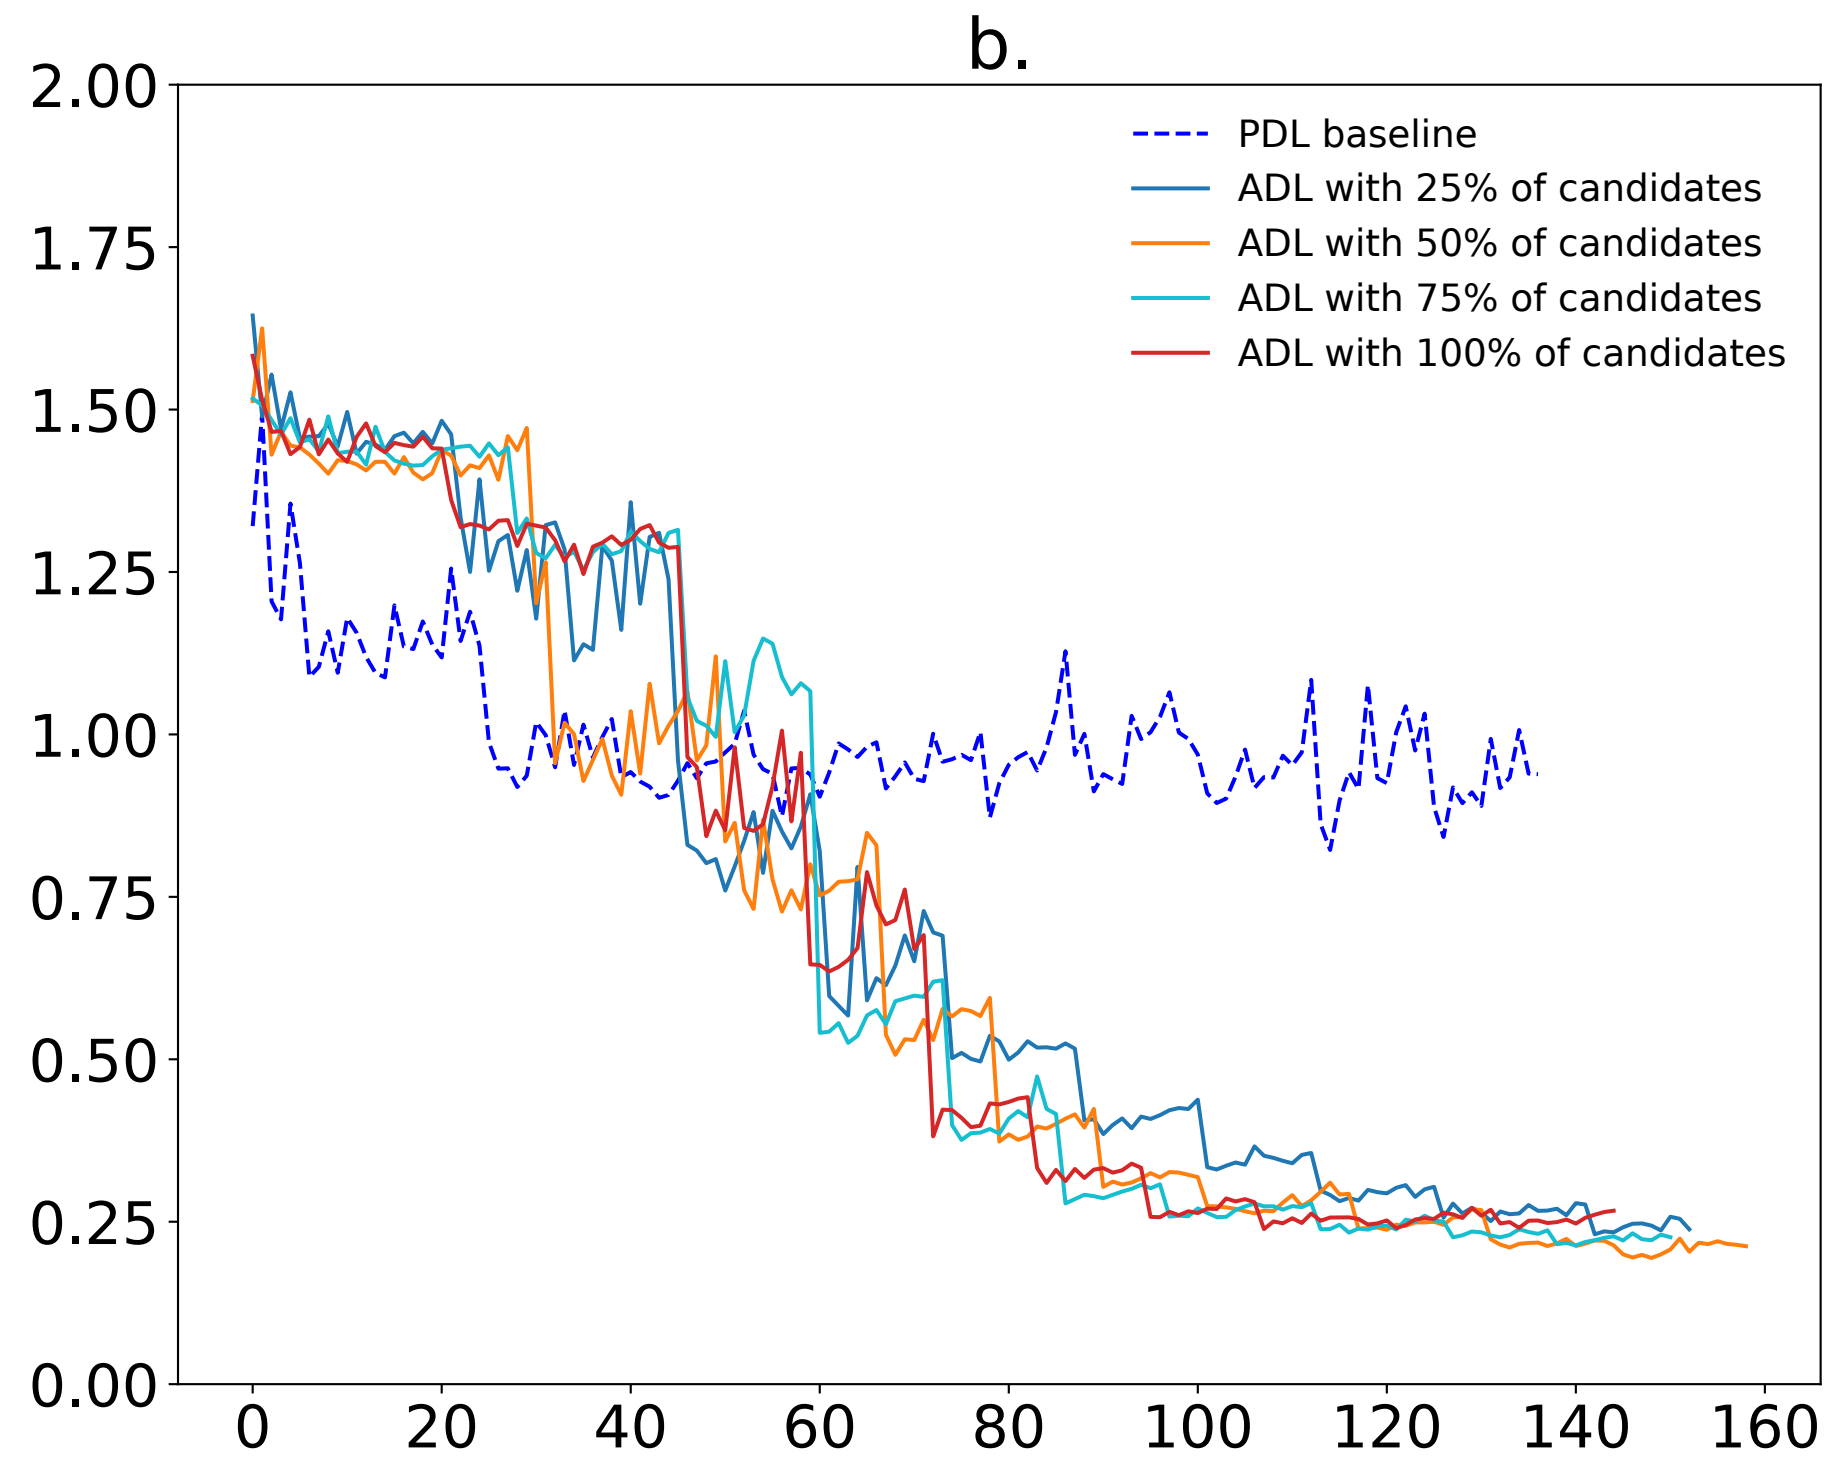 b.
2.00
1.75
1.50
1.25
1.00
0.75
0.50
0.25
0.00
PDL baseline
ADL with 25% of candidates
ADL with 50% of candidates
ADL with 75% of candidates
ADL with 100% of candidates
0 20 40 60 80 100 120 140 160